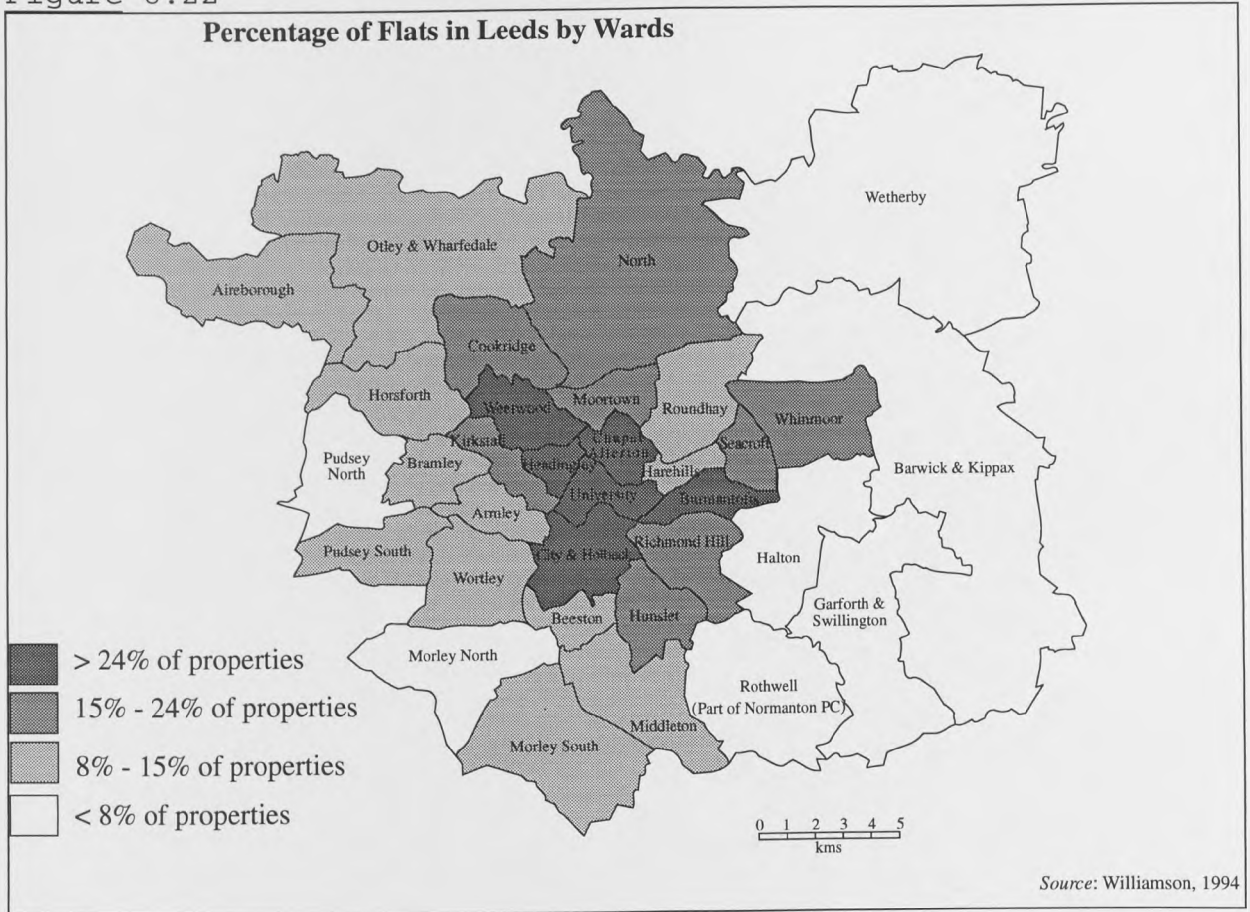 Figure 6.22
Percentage of Flats in Leeds by Wards
Wetherby
Otley & Wharfedale
North
Aireborough
Cookridge
Horsforth
Weetwood
Moortown
Roundhay
Whinmoor
Kirkstall
Chapel
Allerton
Seacroft
Pudsey
North
Bramley
Headingley
Harehills
Barwick & Kippax
University
Burmantofts
Armley
Richmond Hill
Pudsey South
City & Holbeck
Halton
Wortley
Garforth &
Swillington
Beeston
Hunslet
Morley North
Rothwell
(Part of Normanton PC)
Middleton
Morley South
> 24% of properties
15% - 24% of properties
8% - 15% of properties
< 8% of properties
0 1 2 3 4 5
kms
Source: Williamson, 1994